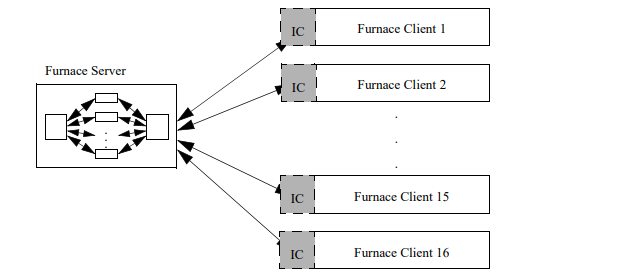 IC Furnace Client 1
Furnace Server
IC Furnace Client 2
IC Furnace Client 15
IC Furnace Client 16